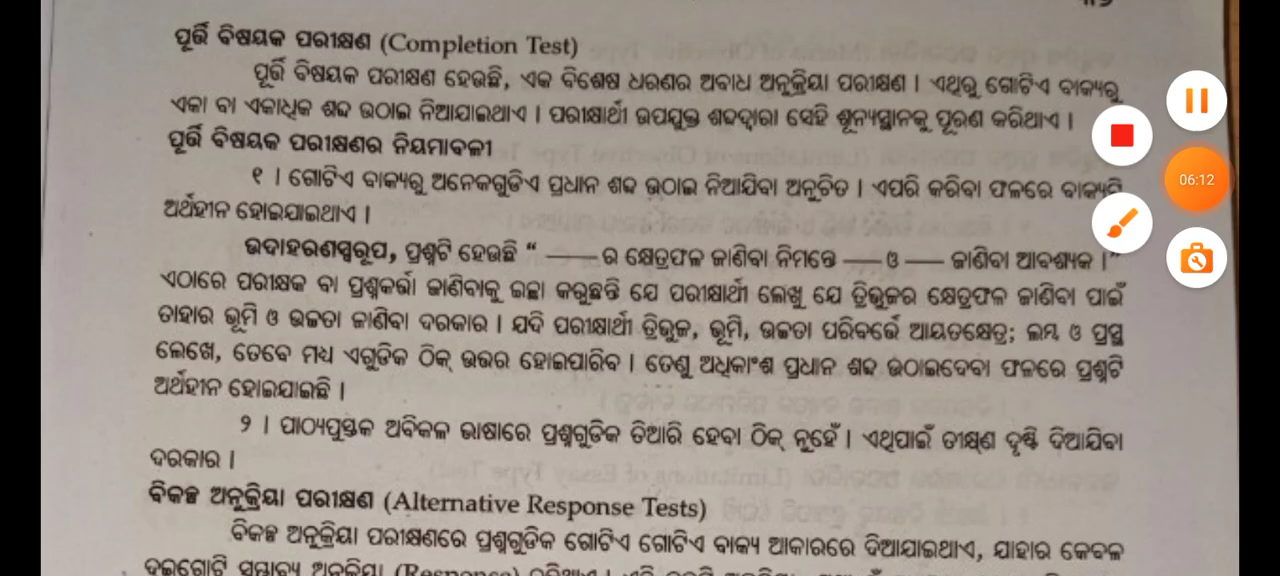 ପୂର୍ତ୍ତି ବିଷୟକ ପରୀକ୍ଷଣ (Completion Test)
ପୂର୍ତ୍ତି ବିଷୟକ ପରୀକ୍ଷଣ ହେଉଛି, ଏକ ବିଶେଷ ଧରଣର ଅବାଧ ଅନୁକ୍ରିୟା ପରୀକ୍ଷଣ । ଏଥିରୁ ଗୋଟିଏ ବାକ୍ୟରୁ
ଏକା ବା ଏକାଧିକ ଶବ୍ଦ ଉଠାଇ ନିଆଯାଇଥାଏ । ପରୀକ୍ଷାର୍ଥୀ ଉପଯୁକ୍ତ ଶବ୍ଦଦ୍ୱାରା ସେହି ଶୂନ୍ୟସ୍ଥାନକୁ ପୂରଣ କରିଥାଏ ।
ପୂର୍ତ୍ତି ବିଷୟକ ପରୀକ୍ଷଣର ନିୟମାବଳୀ
୧ । ଗୋଟିଏ ବାକ୍ୟରୁ ଅନେକଗୁଡିଏ ପ୍ରଧାନ ଶବ୍ଦ ଉଠାଇ ନିଆଯିବା ଅନୁଚିତ । ଏପରି କରିବା ଫଳରେ
ଅର୍ଥହୀନ ହୋଇଯାଇଥାଏ ।
ଉଦାହରଣସ୍ୱରୂପ, ପ୍ରଶ୍ନଟି ହେଉଛି “ ——ର କ୍ଷେତ୍ରଫଳ ଜାଣିବା ନିମନ୍ତେ —— ଓ —— ଜାଣିବା ଆବଶ୍ୟକ ।”
ଏଠାରେ ପରୀକ୍ଷକ ବା ପ୍ରଶ୍ନକର୍ତ୍ତା ଜାଣିବାକୁ ଇଚ୍ଛା କରୁଛନ୍ତି ଯେ ପରୀକ୍ଷାର୍ଥୀ ଲେଖୁ ଯେ ତ୍ରିଭୁଜର କ୍ଷେତ୍ରଫଳ ଜାଣିବା ପାଇଁ
ତାହାର ଭୂମି ଓ ଉଚ୍ଚତା ଜାଣିବା ଦରକାର । ଯଦି ପରୀକ୍ଷାର୍ଥୀ ତ୍ରିଭୁଜ, ଭୂମି, ଉଚ୍ଚତା ପରିବର୍ତ୍ତେ ଆୟତକ୍ଷେତ୍ର; ଲମ୍ବ ଓ ପ୍ରସ୍ଥ
ଲେଖେ, ତେବେ ମଧ୍ୟ ଏଗୁଡିକ ଠିକ୍ ଉତ୍ତର ହୋଇପାରିବ । ତେଣୁ ଅଧିକାଂଶ ପ୍ରଧାନ ଶବ୍ଦ ଉଠାଇଦେବା ଫଳରେ ପ୍ରଶ୍ନଟି
ଅର୍ଥହୀନ ହୋଇଯାଇଛି ।
୨ । ପାଠ୍ୟପୁସ୍ତକ ଅବିକଳ ଭାଷାରେ ପ୍ରଶ୍ନଗୁଡିକ ତିଆରି ହେବା ଠିକ୍ ନୁହେଁ । ଏଥିପାଇଁ ତୀକ୍ଷ୍ଣ ଦୃଷ୍ଟି ଦିଆଯିବା
ଦରକାର ।
ବିକଳ୍ପ ଅନୁକ୍ରିୟା ପରୀକ୍ଷଣ (Alternative Response Tests)
ବିକଳ୍ପ ଅନୁକ୍ରିୟା ପରୀକ୍ଷଣରେ ପ୍ରଶ୍ନଗୁଡିକ ଗୋଟିଏ ଗୋଟିଏ ବାକ୍ୟ ଆକାରରେ ଦିଆଯାଇଥାଏ, ଯାହାର କେବଳ
ଦୁଇଗୋଟି ସମ୍ଭାବ୍ୟ ଅନୁକ୍ରିୟା (Response)
06:12